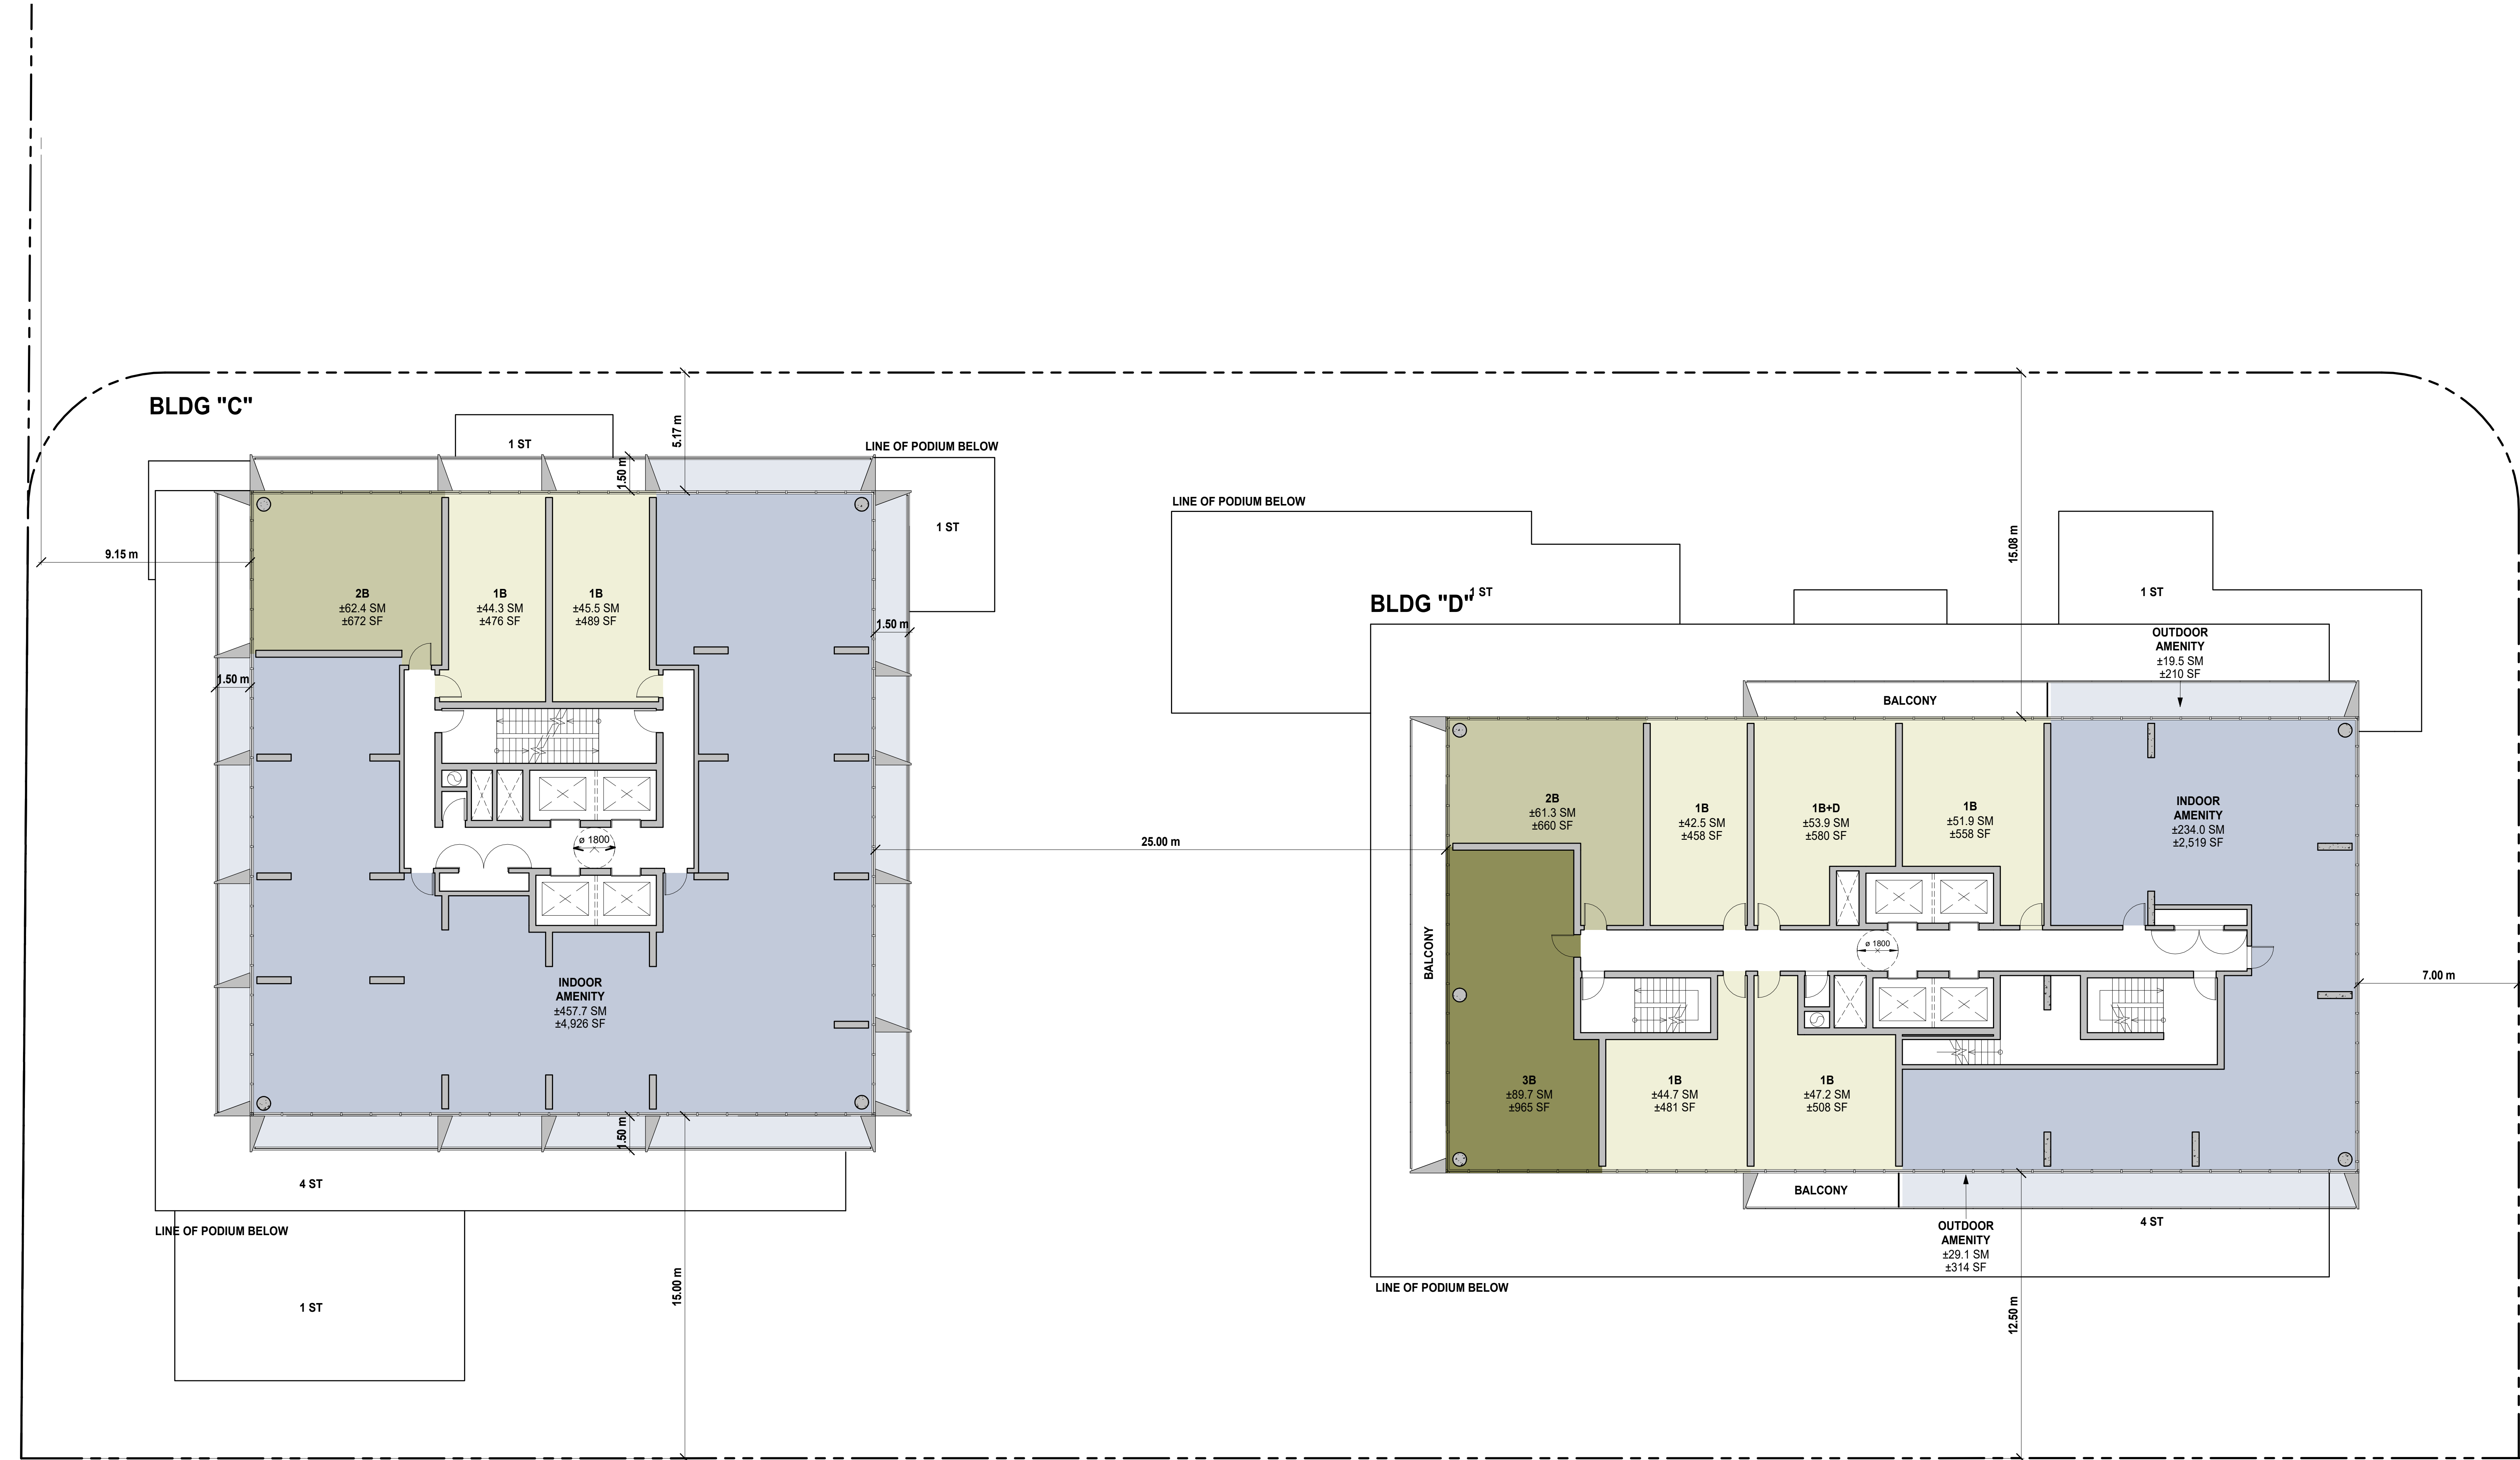 BLDG "C"
1 ST
5.17 m
LINE OF PODIUM BELOW
1.50 m
1 ST
9.15 m
2B
±62.4 SM
±672 SF
1B
±44.3 SM
±476 SF
1B
±45.5 SM
±489 SF
1.50 m
1.50 m
ø 1800
INDOOR
AMENITY
±457.7 SM
±4,926 SF
1.50 m
4 ST
LINE OF PODIUM BELOW
1 ST
15.00 m
25.00 m
LINE OF PODIUM BELOW
1 ST
BLDG "D"
15.08 m
1 ST
OUTDOOR
AMENITY
±19.5 SM
±210 SF
BALCONY
2B
±61.3 SM
±660 SF
1B
±42.5 SM
±458 SF
1B+D
±53.9 SM
±580 SF
1B
±51.9 SM
±558 SF
INDOOR
AMENITY
±234.0 SM
±2,519 SF
BALCONY
ø 1800
7.00 m
3B
±89.7 SM
±965 SF
1B
±44.7 SM
±481 SF
1B
±47.2 SM
±508 SF
BALCONY
4 ST
OUTDOOR
AMENITY
±29.1 SM
±314 SF
LINE OF PODIUM BELOW
12.50 m